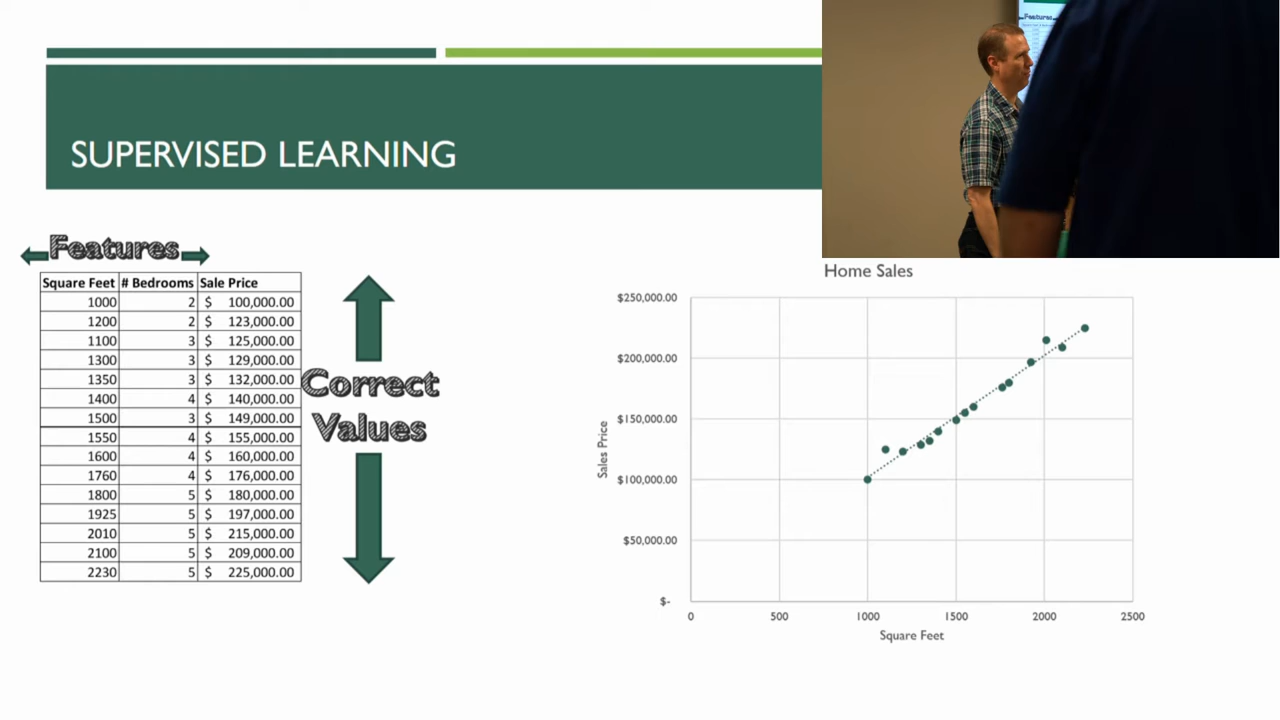 SUPERVISED LEARNING
Features
Square Feet # Bedrooms Sale Price
1000 2 $ 100,000.00
1200 2 $ 123,000.00
1100 3 $ 125,000.00
1300 3 $ 129,000.00
1350 3 $ 132,000.00
1400 4 $ 140,000.00
1500 3 $ 149,000.00
1550 4 $ 155,000.00
1600 4 $ 160,000.00
1760 4 $ 176,000.00
1800 5 $ 180,000.00
1925 5 $ 197,000.00
2010 5 $ 215,000.00
2100 5 $ 209,000.00
2230 5 $ 225,000.00
Correct
Values
Features
Home Sales
Sales Price
$250,000.00
$200,000.00
$150,000.00
$100,000.00
$50,000.00
$-
0 500 1000 1500 2000 2500
Square Feet